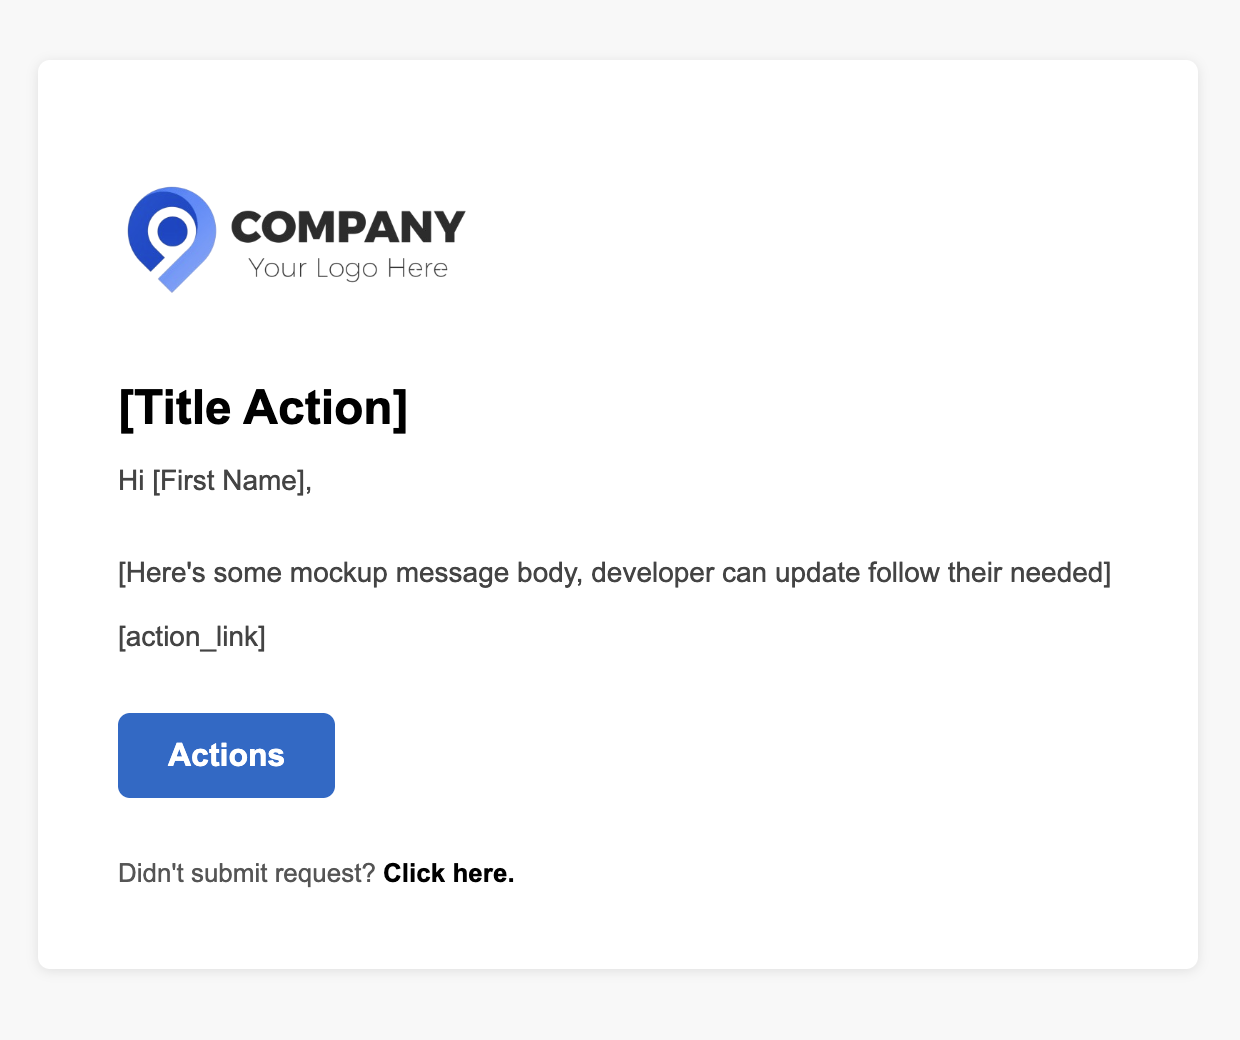 COMPANY
Your Logo Here
[Title Action]
Hi [First Name],
[Here's some mockup message body, developer can update follow their needed]
[action_link]
Actions
Didn't submit request? Click here.